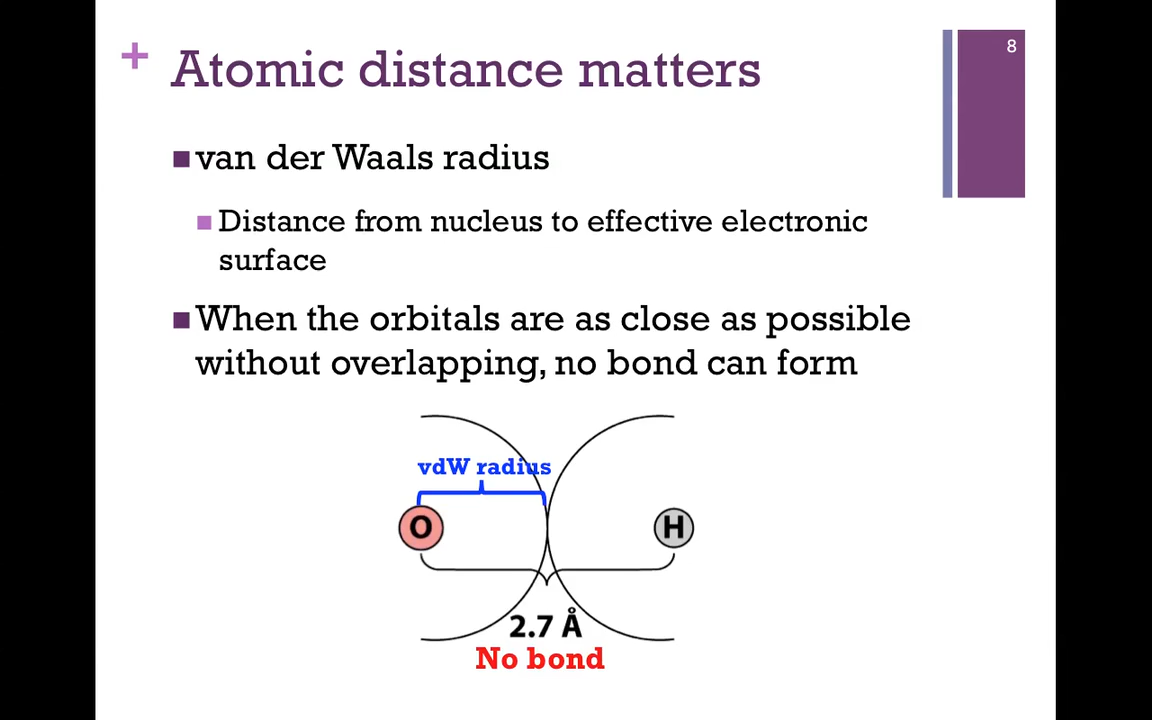 8
+ Atomic distance matters
van der Waals radius
Distance from nucleus to effective electronic
surface
When the orbitals are as close as possible
without overlapping, no bond can form
vdW radius
O H
2.7 Å
No bond